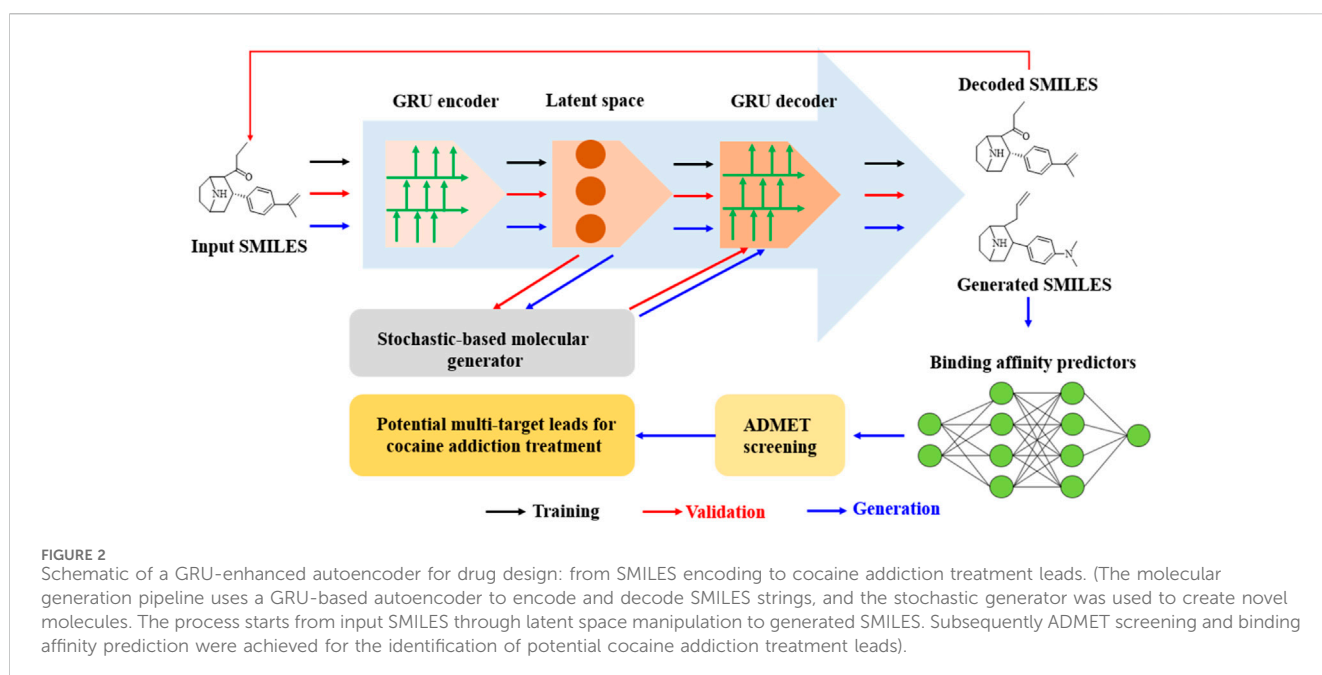 GRU encoder
Latent space
GRU decoder
Decoded SMILES
O
NH
Input SMILES
O
NH
NH
N
Generated SMILES
Stochastic-based molecular
generator
Binding affinity predictors
Potential multi-target leads for
cocaine addiction treatment
ADMET
screening
Training
Validation
Generation
FIGURE 2
Schematic of a GRU-enhanced autoencoder for drug design: from SMILES encoding to cocaine addiction treatment leads. (The molecular
generation pipeline uses a GRU-based autoencoder to encode and decode SMILES strings, and the stochastic generator was used to create novel
molecules. The process starts from input SMILES through latent space manipulation to generated SMILES. Subsequently ADMET screening and binding
affinity prediction were achieved for the identification of potential cocaine addiction treatment leads).